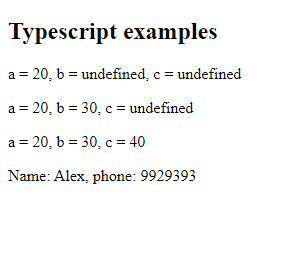 Typescript examples
a = 20, b = undefined, c = undefined
a = 20, b = 30, c = undefined
a = 20, b = 30, c = 40
Name: Alex, phone: 9929393